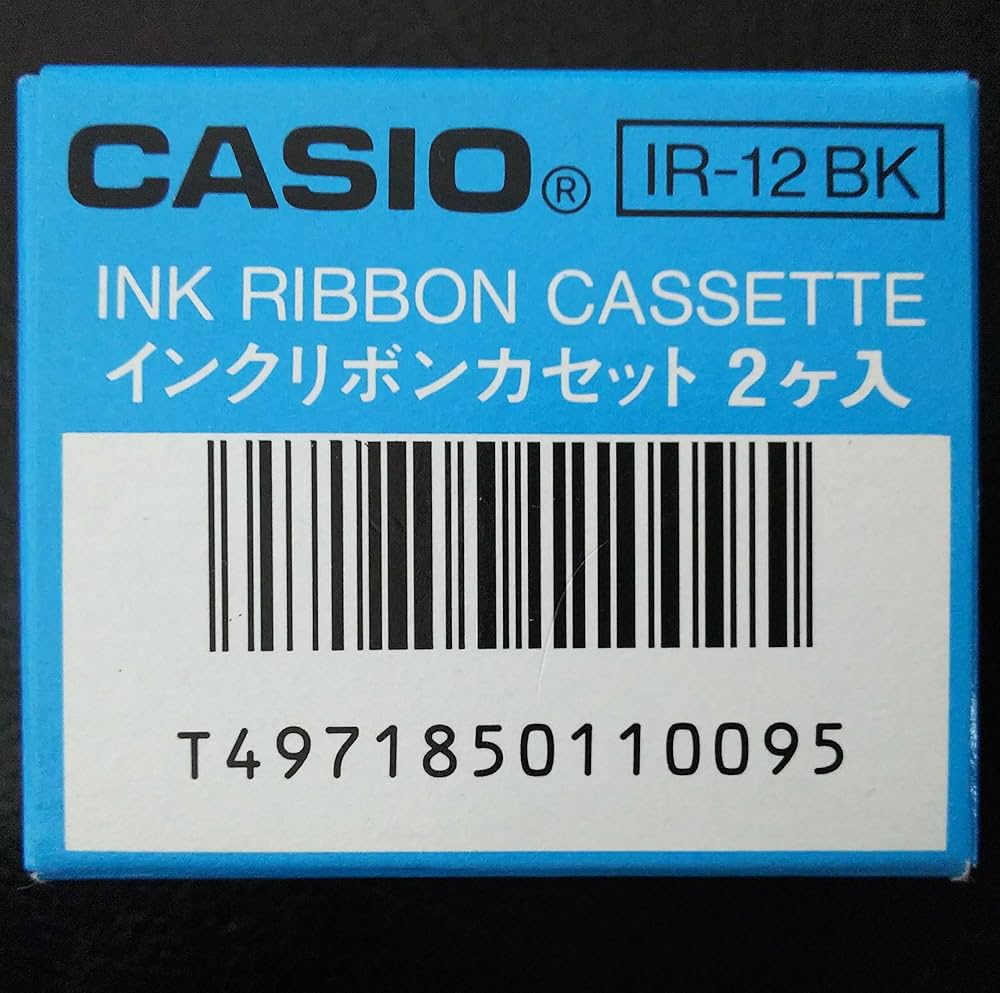 CASIO® IR-12 BK
INK RIBBON CASSETTE
インクリボンカセット 2ヶ入
T4971850110095